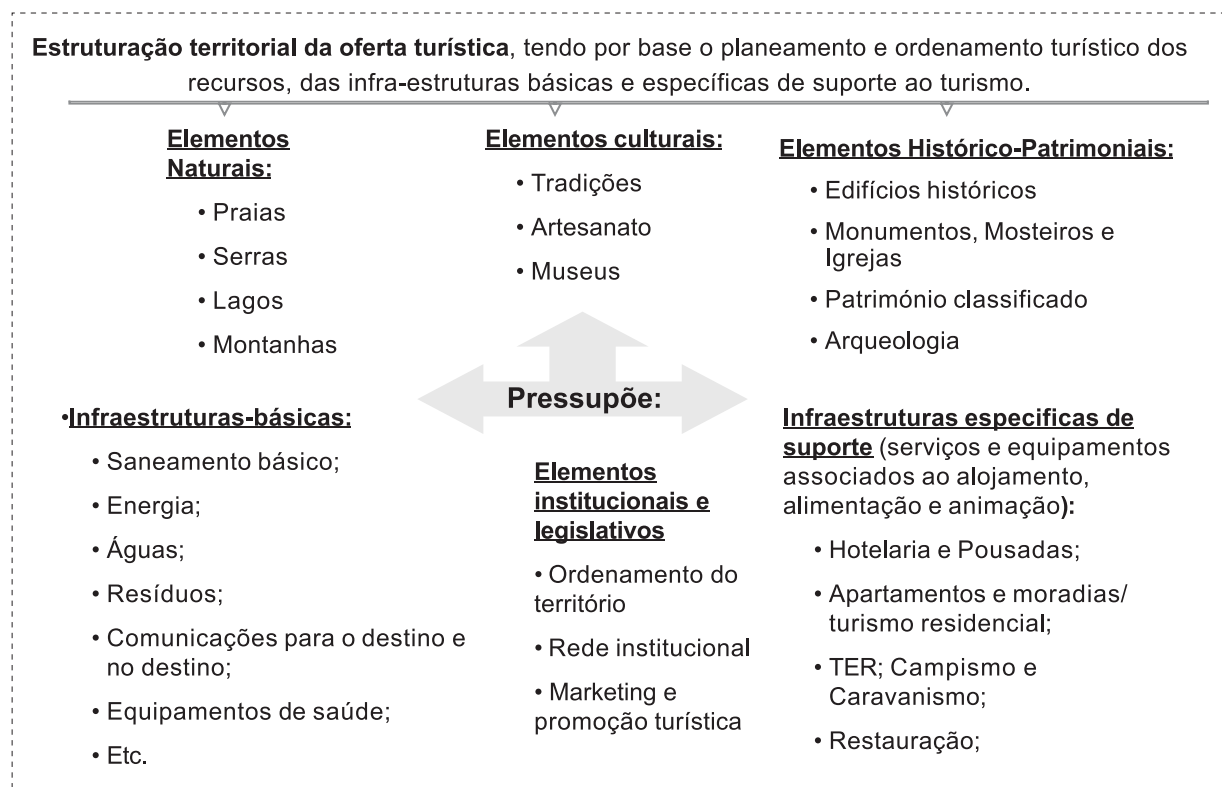 Estruturação territorial da oferta turística, tendo por base o planeamento e ordenamento turístico dos
recursos, das infra-estruturas básicas e específicas de suporte ao turismo.
Elementos
Naturais:
• Praias
• Serras
• Lagos
• Montanhas
Elementos culturais:
• Tradições
• Artesanato
• Museus
Elementos Histórico-Patrimoniais:
• Edifícios históricos
• Monumentos, Mosteiros e
Igrejas
• Património classificado
• Arqueologia
Pressupõe:
•Infraestruturas-básicas:
• Saneamento básico;
• Energia;
• Águas;
• Resíduos;
• Comunicações para o destino e
no destino;
• Equipamentos de saúde;
• Etc.
Elementos
institucionais e
legislativos
• Ordenamento do
território
• Rede institucional
• Marketing e
promoção turística
Infraestruturas especificas de
suporte (serviços e equipamentos
associados ao alojamento,
alimentação e animação):
• Hotelaria e Pousadas;
• Apartamentos e moradias/
turismo residencial;
• TER; Campismo e
Caravanismo;
• Restauração;